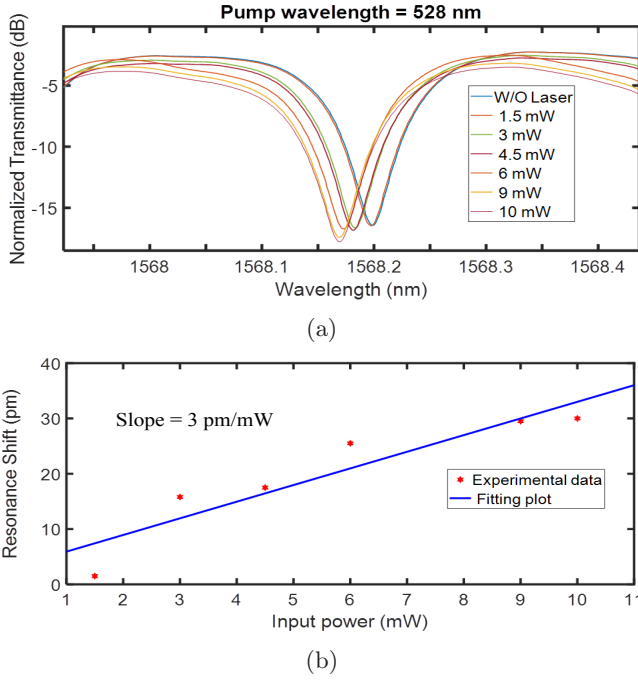 Pump wavelength = 528 nm
Normalized Transmittance (dB)
-5
-10
-15
W/O Laser
1.5 mW
3 mW
4.5 mW
6 mW
9 mW
10 mW
1568 1568.1 1568.2 1568.3 1568.4
Wavelength (nm)
(a)
Resonance Shift (pm)
40
30
20
10
0
Slope = 3 pm/mW
Experimental data
Fitting plot
1 2 3 4 5 6 7 8 9 10 11
Input power (mW)
(b)